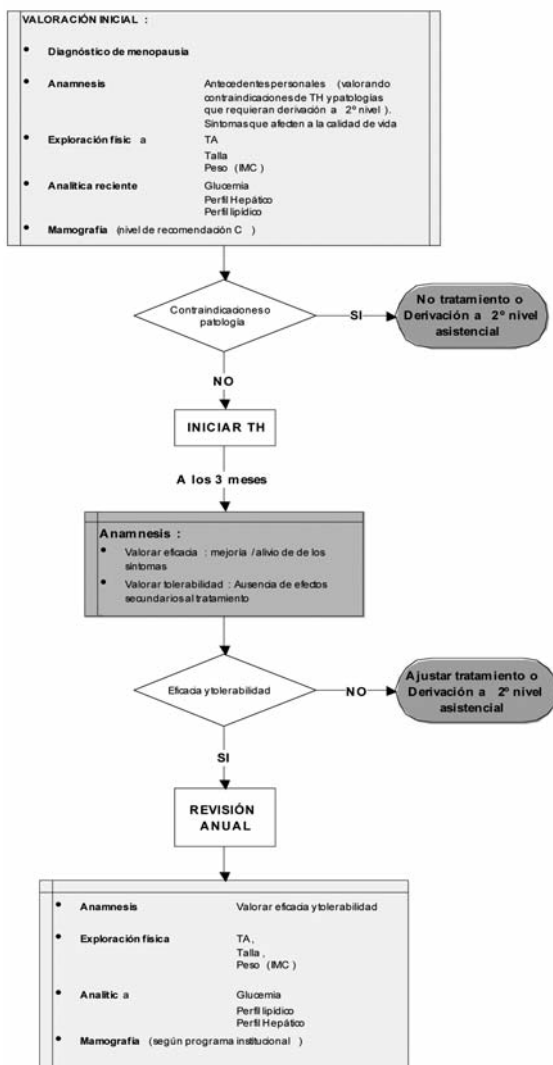 VALORACIÓN INICIAL :
• Diagnóstico de menopausia
• Anamnesis Antecedentes personales (valorando
contraindicaciones de TH y patologías
que requieran derivación a 2º nivel ).
Síntomas que afecten a la calidad de vida
• Exploración físic a TA
Talla
Peso (IMC )
• Analítica reciente Glucemia
Perfil Hepático
Perfil lipídico
• Mamografía (nivel de recomendación C )
Contraindicaciones o
patología
SI
No tratamiento o
Derivación a 2º nivel
asistencial
NO
INICIAR TH
A los 3 meses
Anamnesis :
• Valorar eficacia : mejoría /alivio de de los
síntomas
• Valorar tolerabilidad : Ausencia de efectos
secundarios al tratamiento
Eficacia y tolerabilidad
NO
Ajustar tratamiento o
Derivación a 2º nivel
asistencial
SI
REVISIÓN
ANUAL
• Anamnesis Valorar eficacia y tolerabilidad
• Exploración física TA ,
Talla ,
Peso (IMC )
• Analític a Glucemia
Perfil lipídico
Perfil Hepático
• Mamografía (según programa institucional )